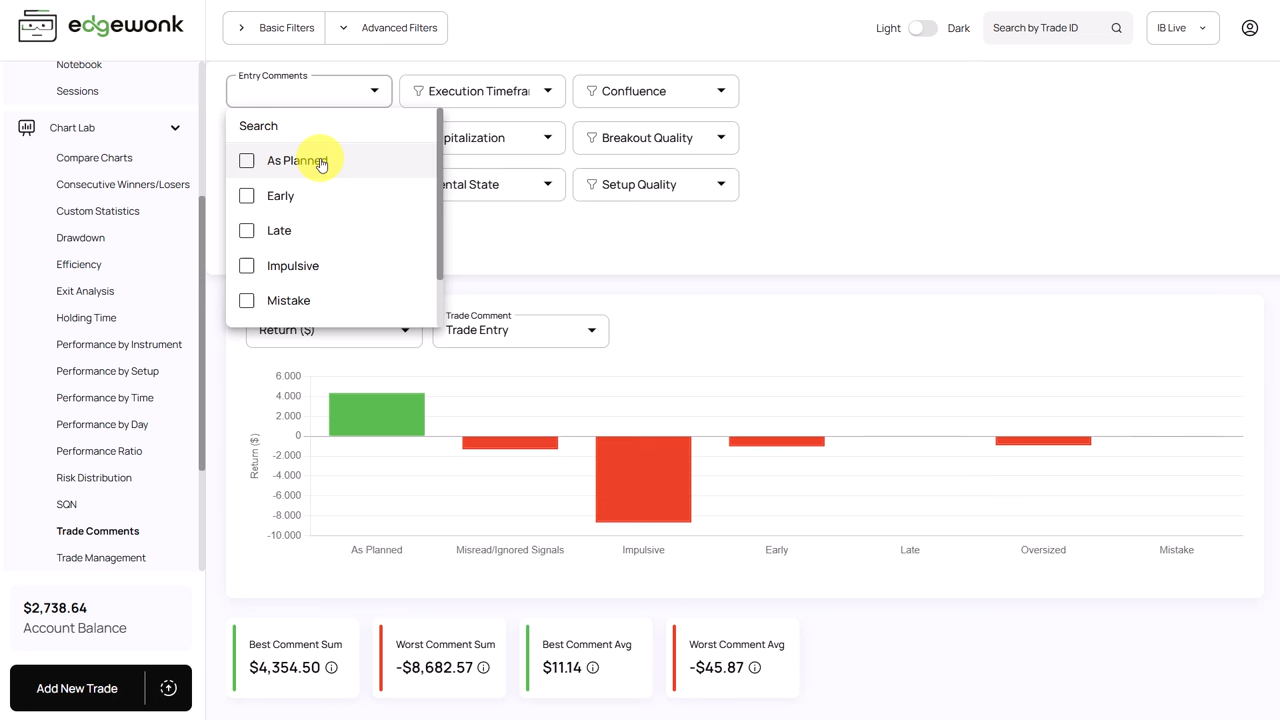 edgewonk
Basic Filters
Advanced Filters
Light
Dark
Search by Trade ID
IB Live
Notebook
Sessions
Chart Lab
Compare Charts
Consecutive Winners/Losers
Custom Statistics
Drawdown
Efficiency
Exit Analysis
Holding Time
Performance by Instrument
Performance by Setup
Performance by Time
Performance by Day
Performance Ratio
Risk Distribution
SQN
Trade Comments
Trade Management
$2,738.64
Account Balance
Add New Trade
Entry Comments
Execution Timefra
Confluence
Search
As Planned
Early
Late
Impulsive
Mistake
pitalization
Breakout Quality
ental State
Setup Quality
Return ($)
Trade Comment
Trade Entry
6.000
4.000
2.000
0
-2.000
-4.000
-6.000
-8.000
-10.000
Return ($)
As Planned
Misread/Ignored Signals
Impulsive
Early
Late
Oversized
Mistake
Best Comment Sum
$4,354.50
Worst Comment Sum
-$8,682.57
Best Comment Avg
$11.14
Worst Comment Avg
-$45.87